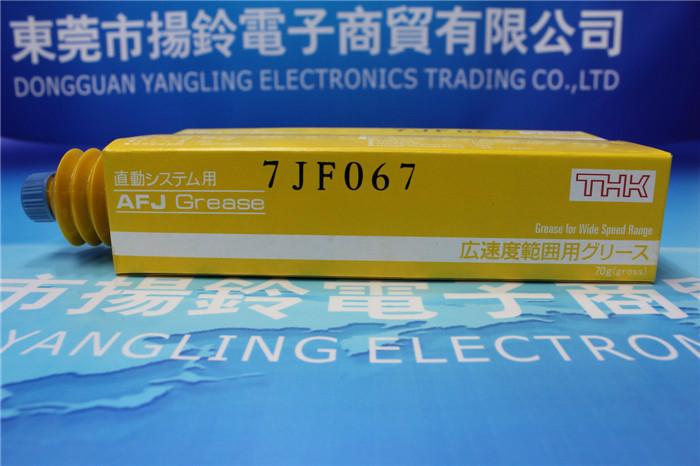 東莞市揚鈴電子商貿有限公司
DONGGUAN YANGLING ELECTRONICS TRADING CO.,LTD
7JF067
直動システム用
AFJ Grease
7JF067
THK
Grease for Wide Speed Range
広速度範囲用グリース
70g(gross)
市揚鈴電子商
YANGLING ELECTRON